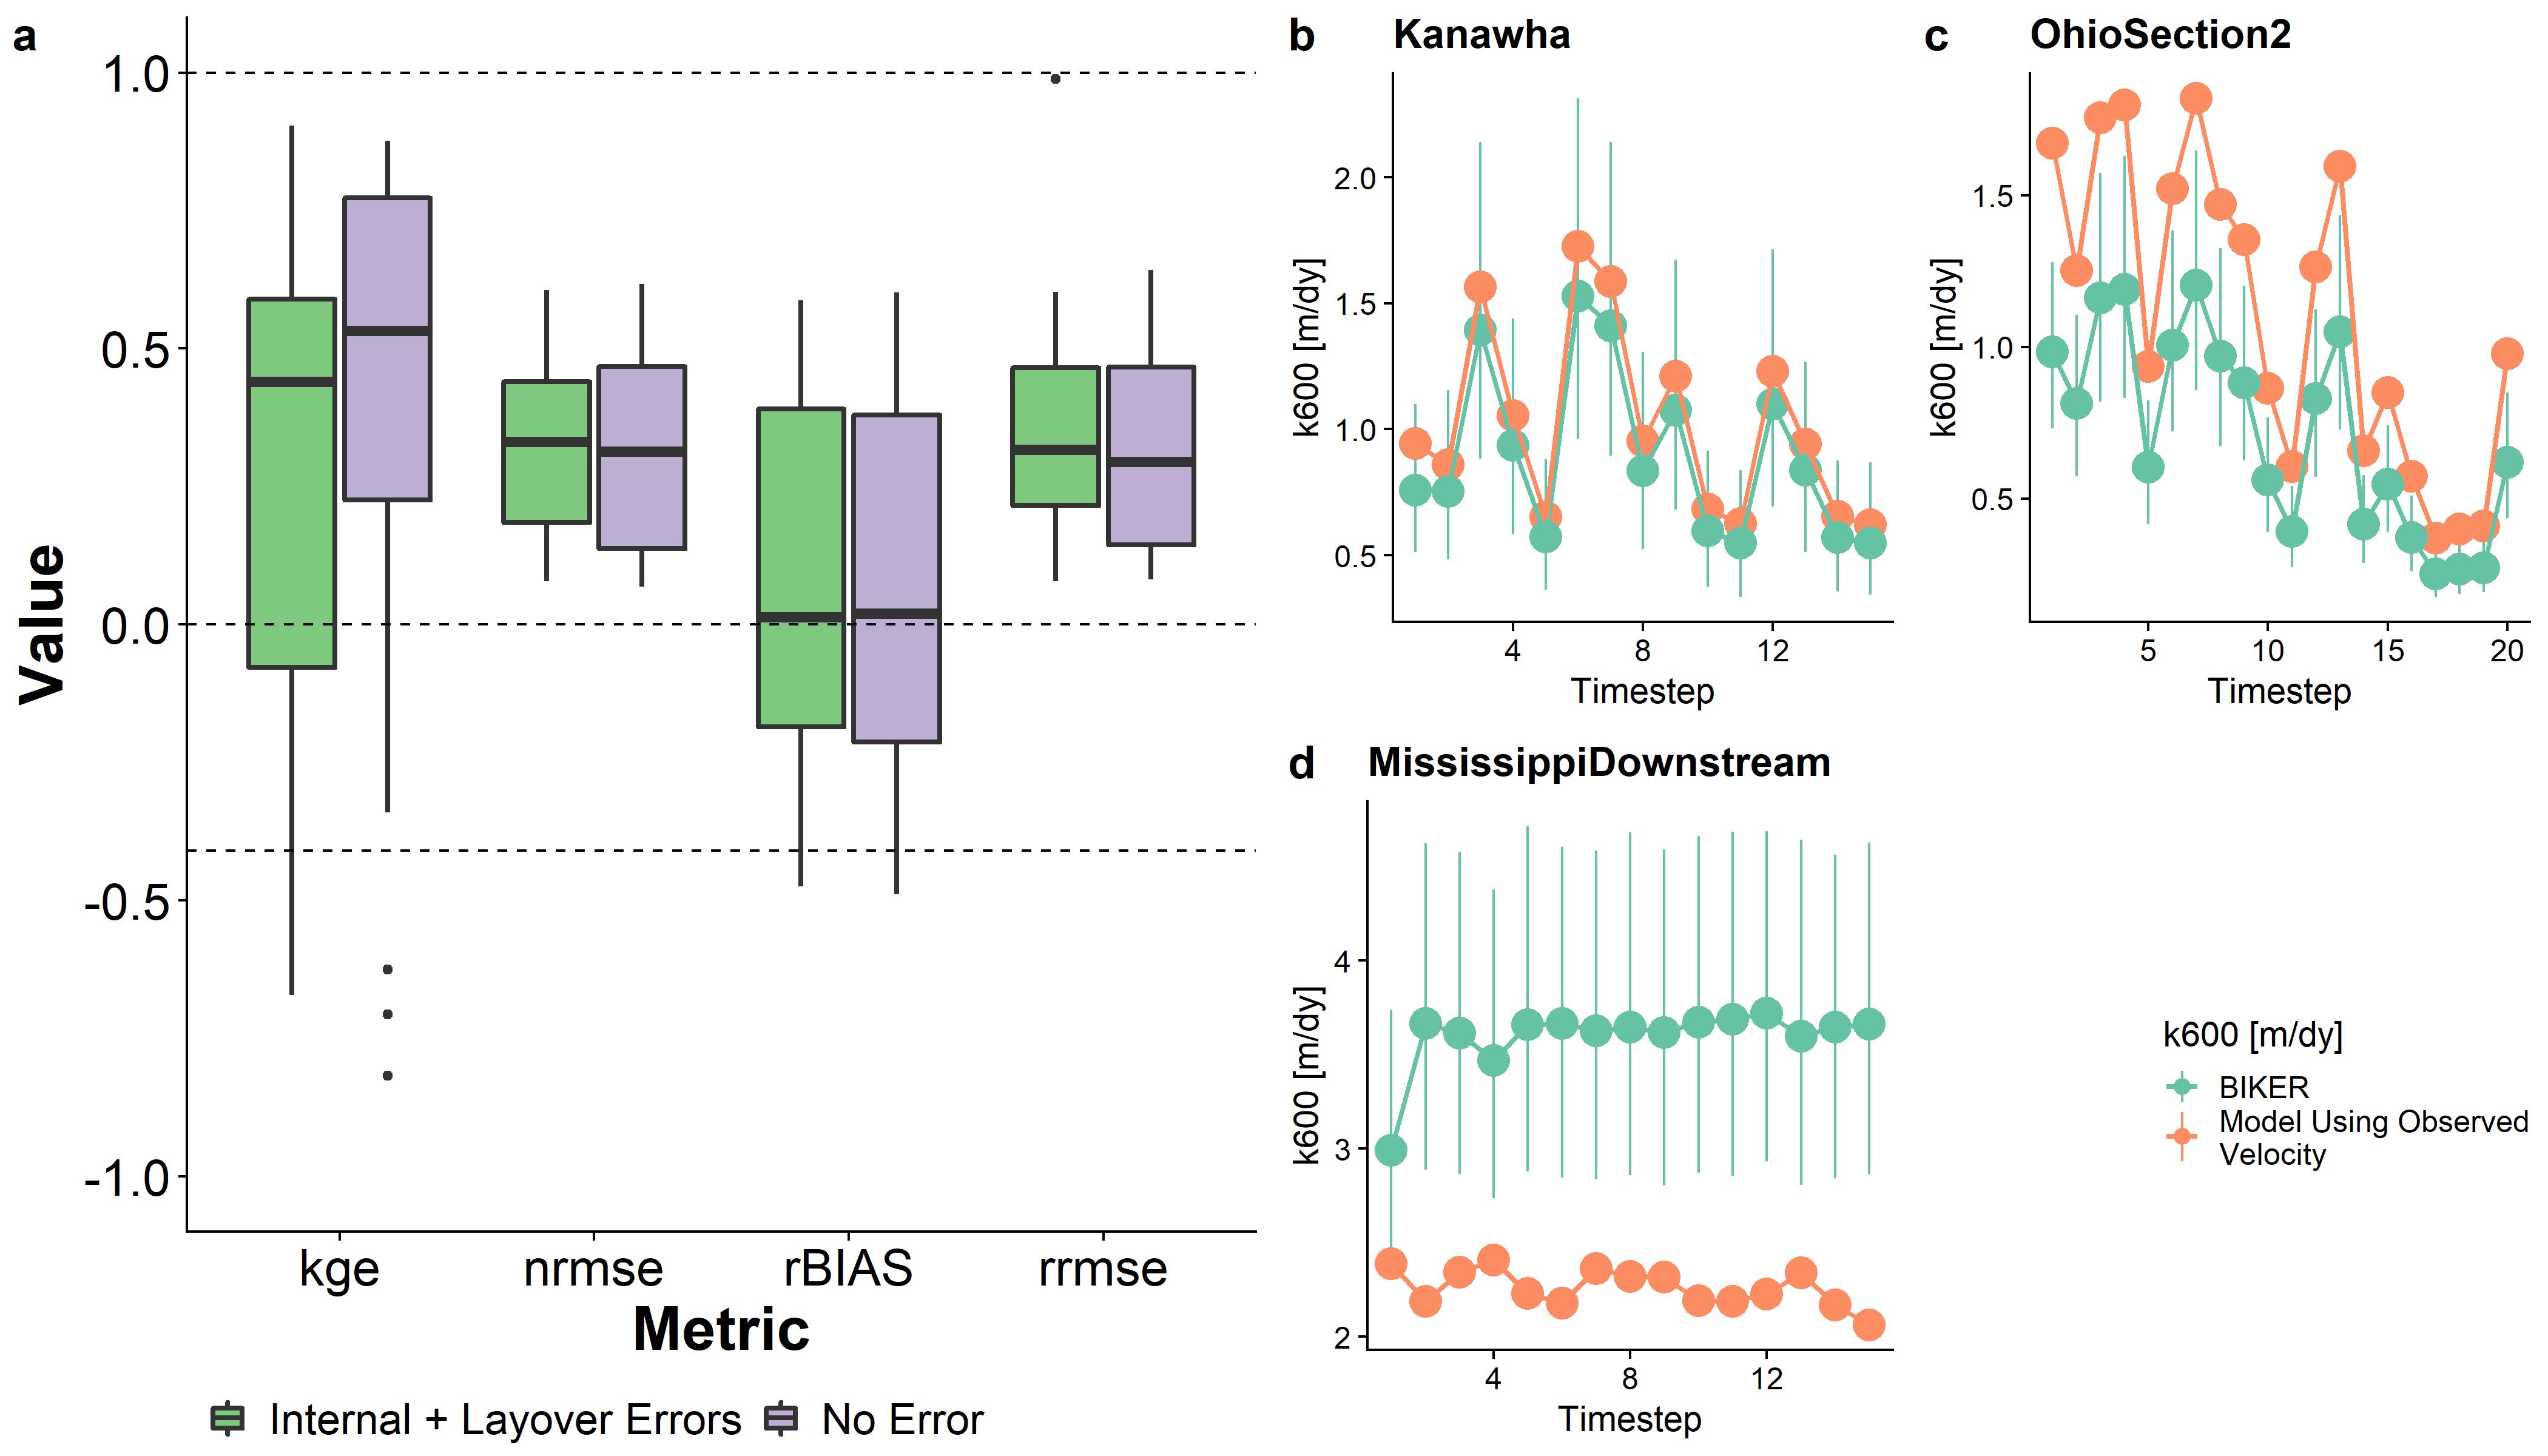 a
1.0
0.5
0.0
-0.5
-1.0
Value
kge nrmse rBIAS rrmse
Metric
Internal + Layover Errors No Error
b Kanawha
2.0
1.5
1.0
0.5
k600 [m/dy]
4 8 12
Timestep
c OhioSection2
1.5
1.0
0.5
k600 [m/dy]
5 10 15 20
Timestep
d MississippiDownstream
4
3
2
k600 [m/dy]
4 8 12
Timestep
k600 [m/dy]
BIKER
Model Using Observed
Velocity